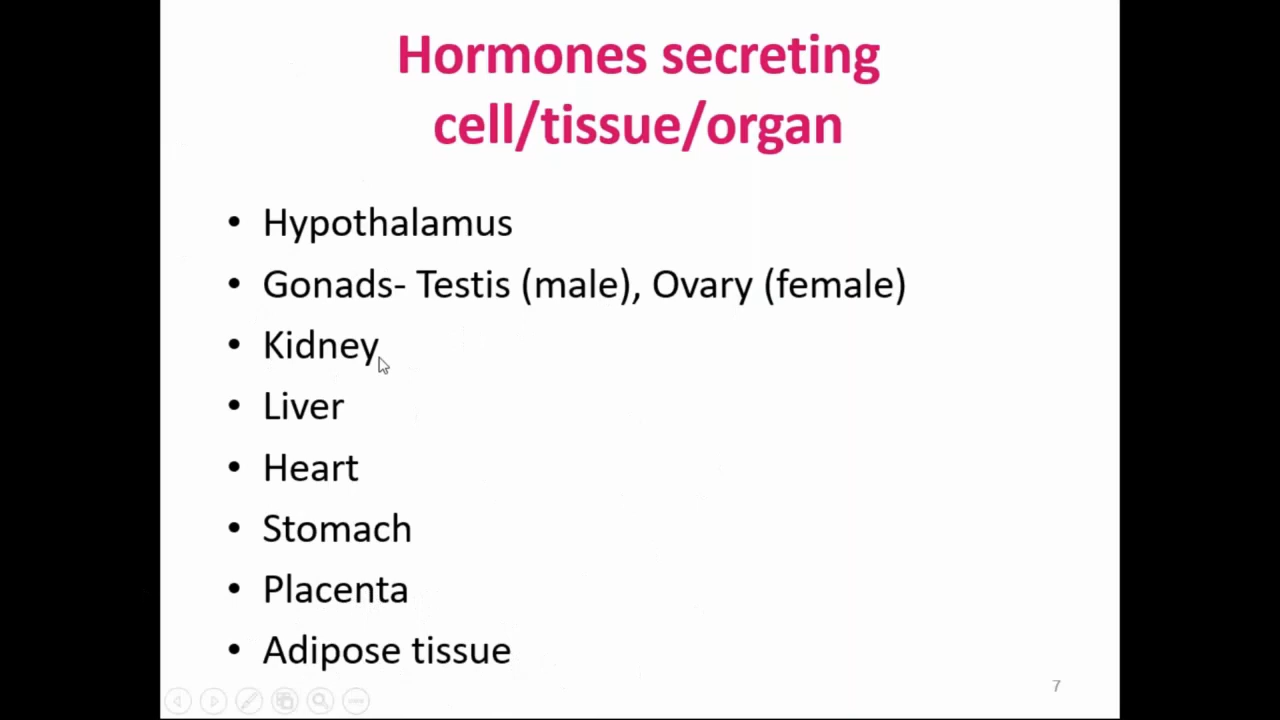 Hormones secreting
cell/tissue/organ
• Hypothalamus
• Gonads- Testis (male), Ovary (female)
• Kidney
• Liver
• Heart
• Stomach
• Placenta
• Adipose tissue
7